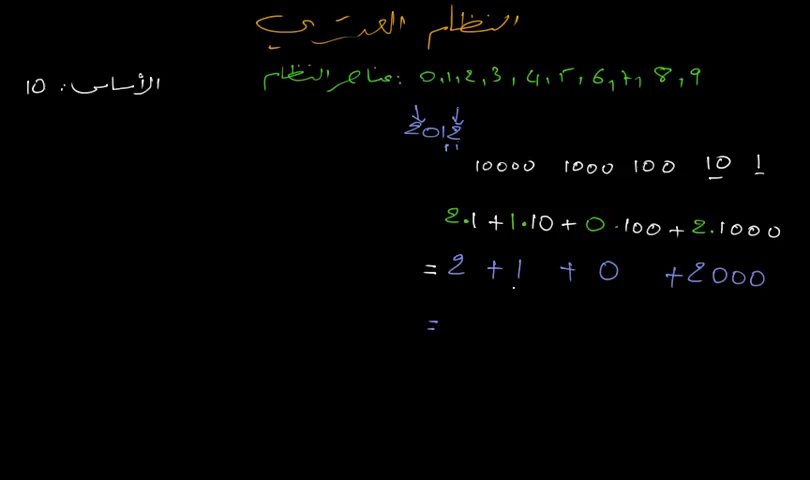 النظام العشري
الأساس: 10
عناصر النظام: 0,1,2,3,4,5,6,7,8,9
2012
10000 1000 100 10 1
2.1 + 1.10 + 0.100 + 2.1000
= 2 + 1 + 0 + 2000
=